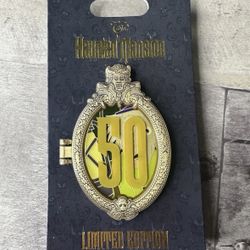 The
Haunted Mansion
50
LIMITED EDITION